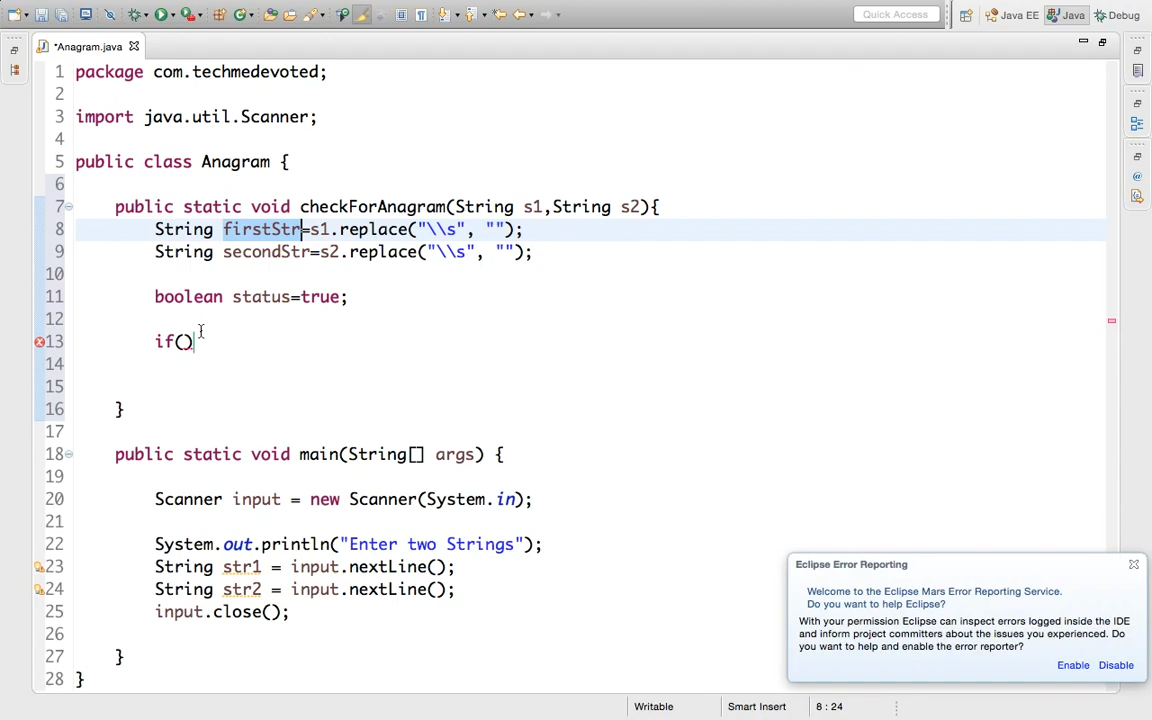 Quick Access
Java EE
Java
Debug
*Anagram.java
1 package com.techmedevoted;
2
3 import java.util.Scanner;
4
5 public class Anagram {
6
7 public static void checkForAnagram(String s1,String s2){
8 String firstStr=s1.replace("\\s", "");
9 String secondStr=s2.replace("\\s", "");
10
11 boolean status=true;
12
13 if()
14
15
16 }
17
18 public static void main(String[] args) {
19
20 Scanner input = new Scanner(System.in);
21
22 System.out.println("Enter two Strings");
23 String str1 = input.nextLine();
24 String str2 = input.nextLine();
25 input.close();
26
27 }
28 }
Eclipse Error Reporting
Welcome to the Eclipse Mars Error Reporting Service.
Do you want to help Eclipse?
With your permission Eclipse can inspect errors logged inside the IDE
and inform project committers about the issues you experienced. Do
you want to help and enable the error reporter?
Enable Disable
Writable
Smart Insert
8 : 24